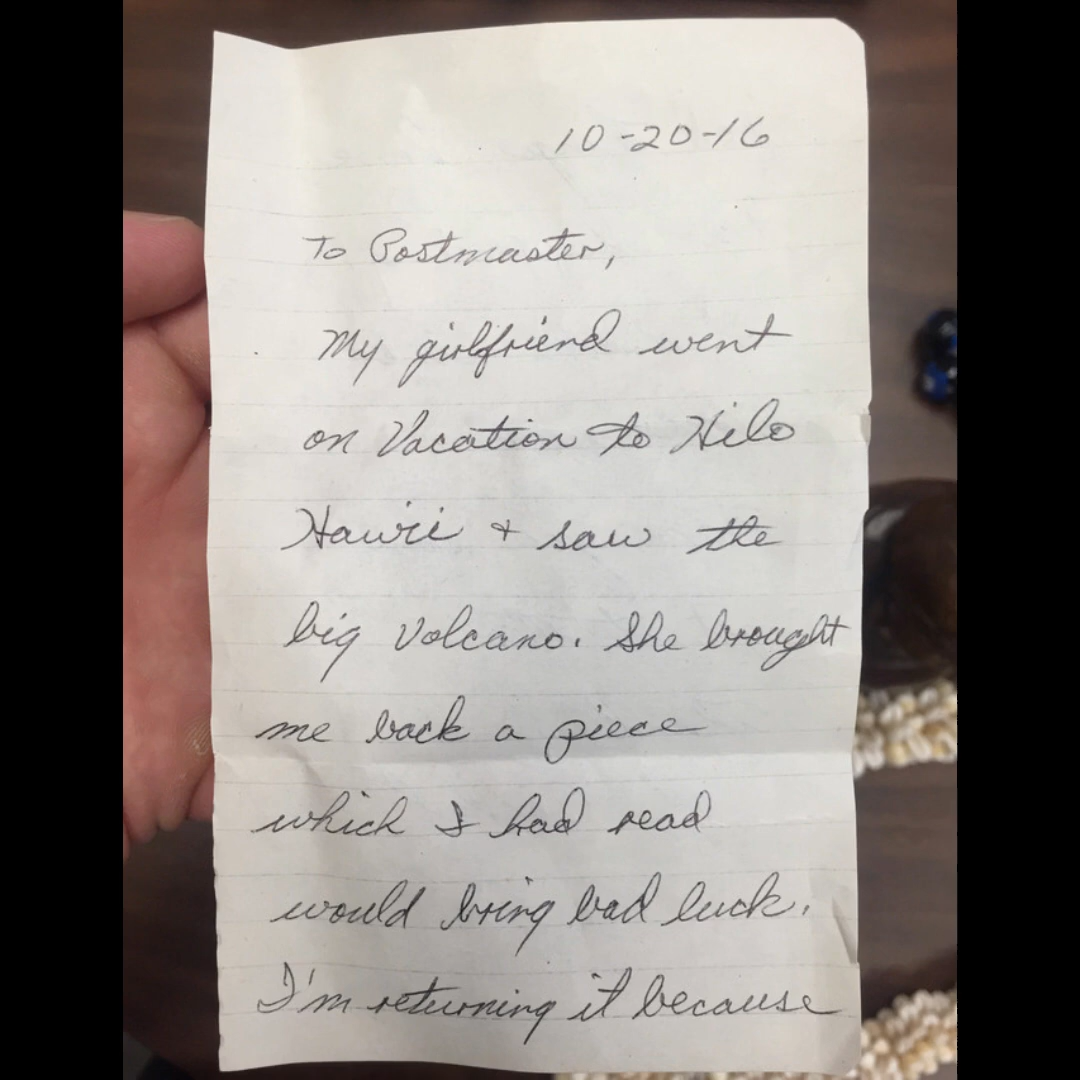 10-20-16
To Postmaster,
My girlfriend went
on Vacation to Hilo
Hawii + saw the
big Volcano. She brought
me back a piece
which I had read
would bring bad luck.
I'm returning it because